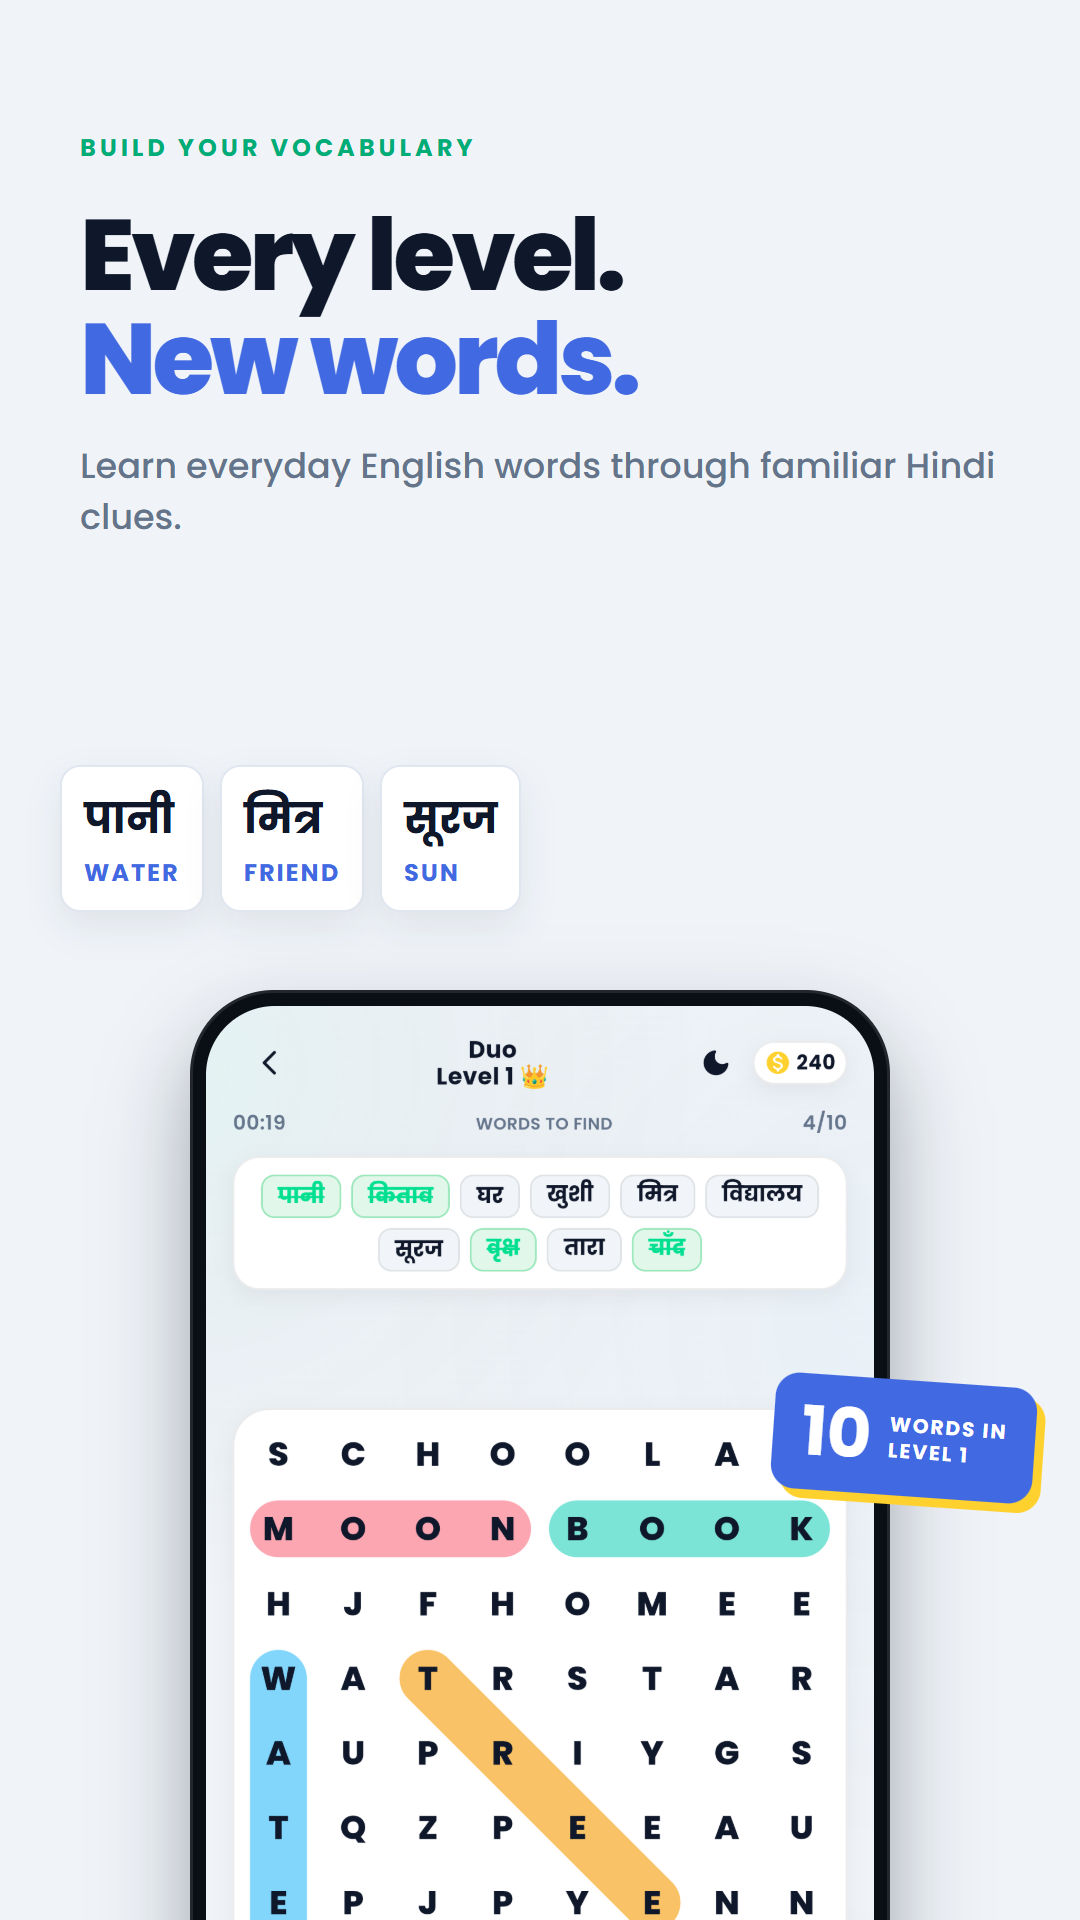 BUILD YOUR VOCABULARY
Every level.
New words.
Learn everyday English words through familiar Hindi
clues.
पानी मित्र सूरज
WATER FRIEND SUN
Duo
Level 1 👑
240
00:19 WORDS TO FIND 4/10
पानी किताब घर खुशी मित्र विद्यालय
सूरज वृक्ष तारा चाँद
10 WORDS IN
LEVEL 1
S C H O O L A
M O O N B O O K
H J F H O M E E
W A T R S T A R
A U P R I Y G S
T Q Z P E E A U
E P J P Y E N N